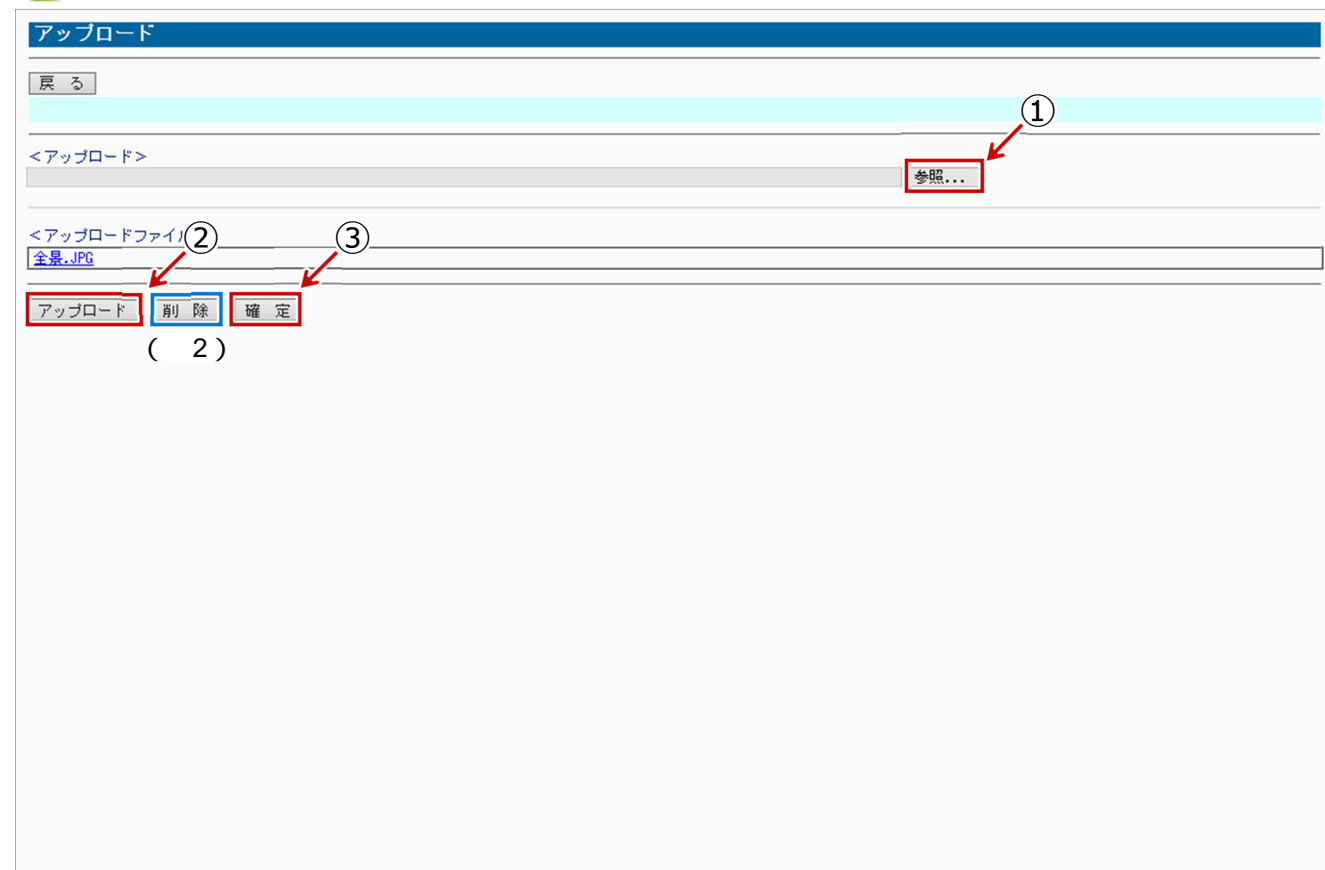 アップロード
戻 る
①
<アップロード>
参照...
<アップロードファイル
② ③
全景.JPG
アップロード 削 除 確 定
( 2)